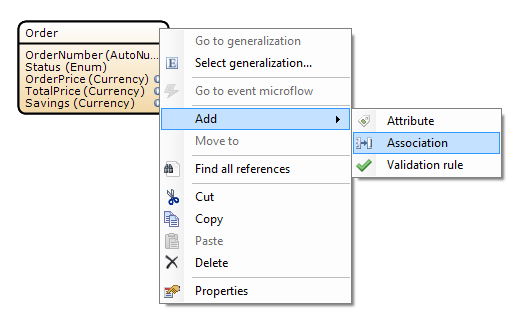 Order
OrderNumber (AutoNu...
Status (Enum)
OrderPrice (Currency)
TotalPrice (Currency)
Savings (Currency)
Go to generalization
Select generalization...
Go to event microflow
Add
Move to
Find all references
Cut
Copy
Paste
Delete
Properties
Attribute
Association
Validation rule